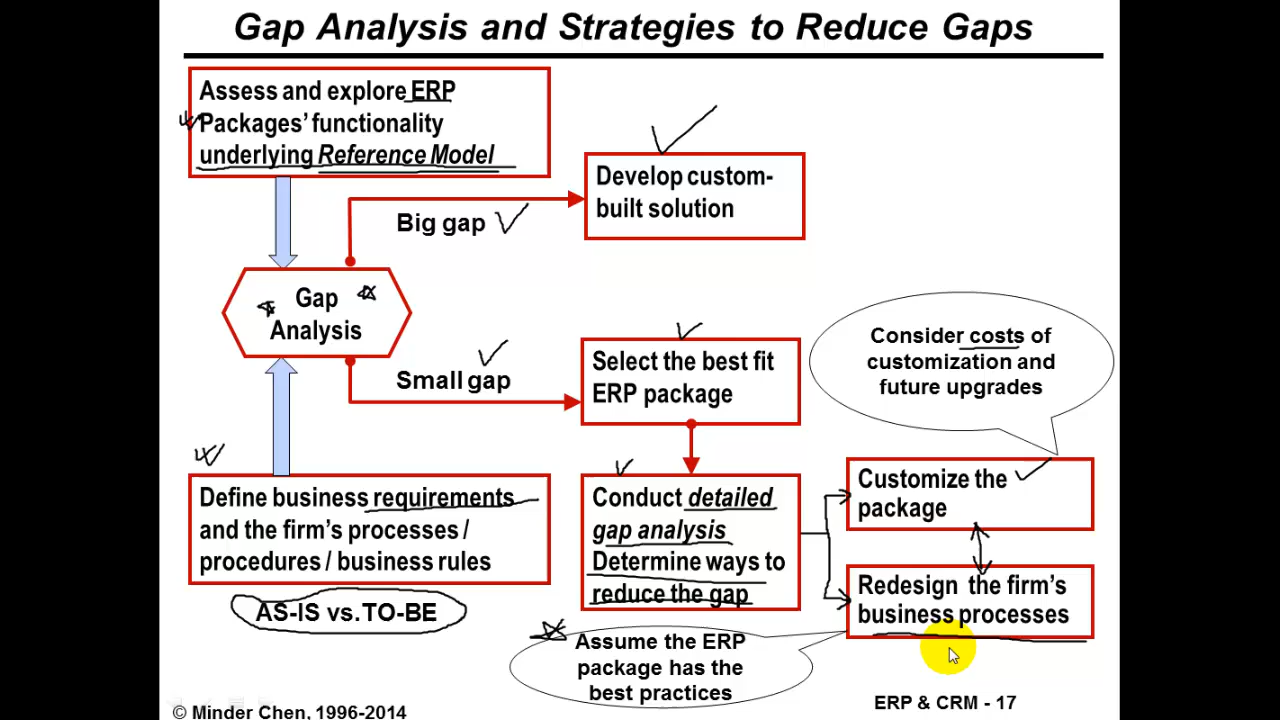 Gap Analysis and Strategies to Reduce Gaps
Assess and explore ERP
Packages' functionality
underlying Reference Model
Develop custom-
built solution
Big gap
Gap
Analysis
Small gap
Select the best fit
ERP package
Consider costs of
customization and
future upgrades
Define business requirements
and the firm's processes /
procedures / business rules
AS-IS vs. TO-BE
Conduct detailed
gap analysis
Determine ways to
reduce the gap
Customize the
package
Redesign the firm's
business processes
Assume the ERP
package has the
best practices
© Minder Chen, 1996-2014
ERP & CRM - 17